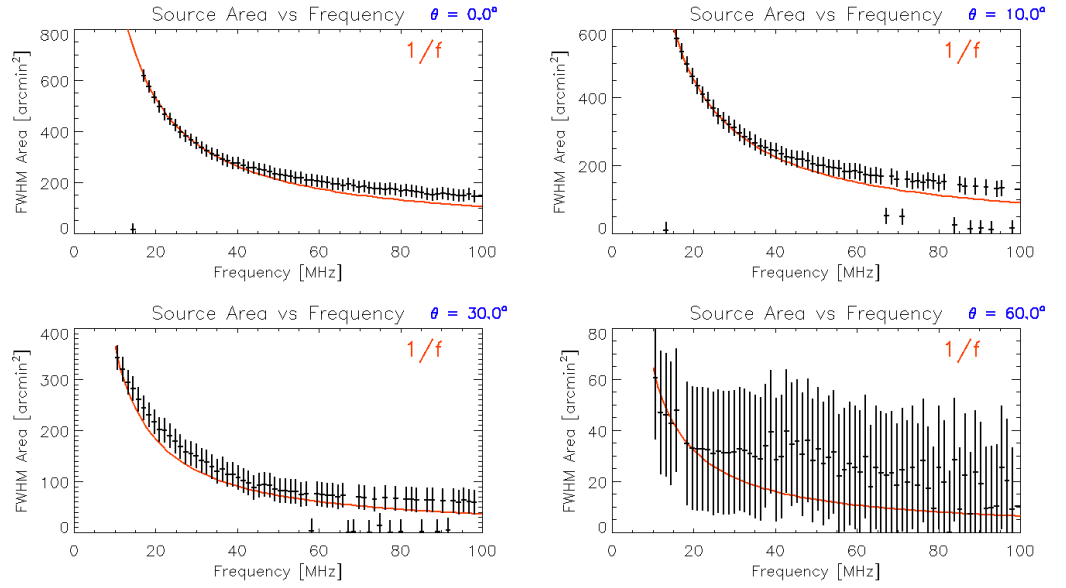 Source Area vs Frequency θ = 0.0° Source Area vs Frequency θ = 10.0°
1/f 1/f
800 600
600
400 400
200 200
0 0
FWHM Area [arcmin²] FWHM Area [arcmin²]
0 20 40 60 80 100 0 20 40 60 80 100
Frequency [MHz] Frequency [MHz]
Source Area vs Frequency θ = 30.0° Source Area vs Frequency θ = 60.0°
1/f 1/f
400 80
300 60
200 40
100 20
0 0
FWHM Area [arcmin²] FWHM Area [arcmin²]
0 20 40 60 80 100 0 20 40 60 80 100
Frequency [MHz] Frequency [MHz]